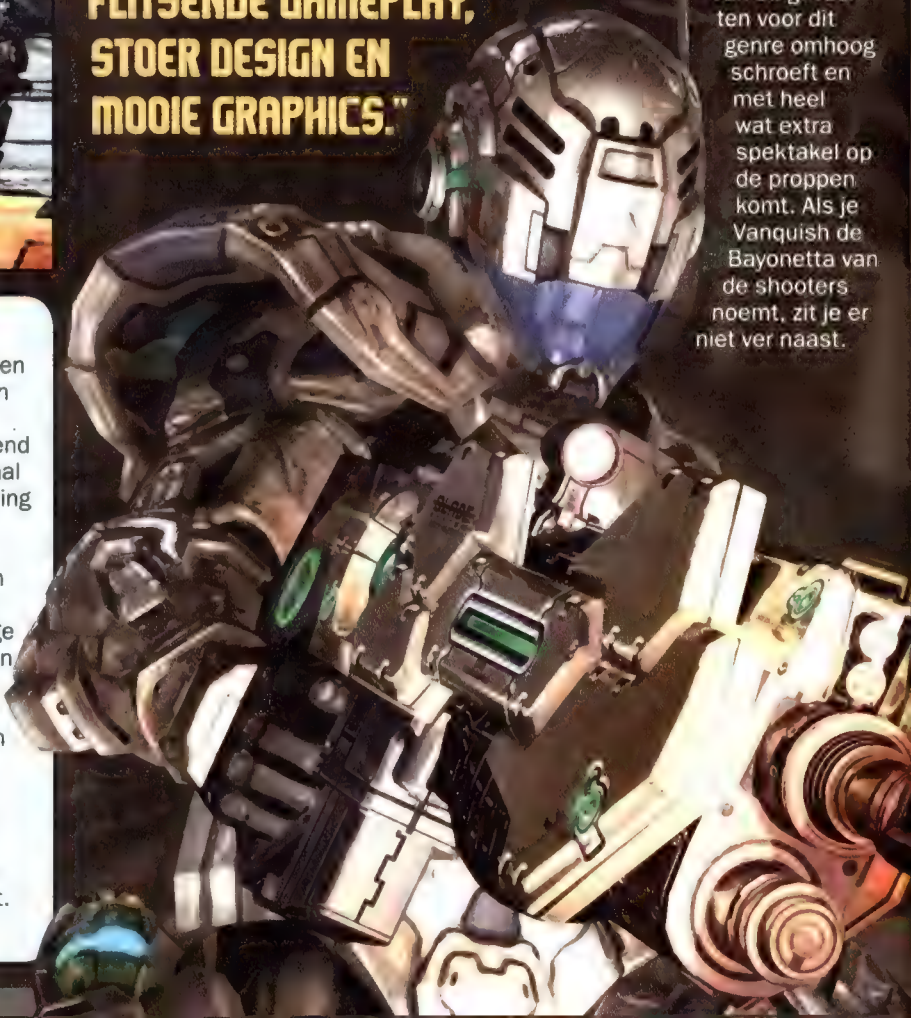 FLITSENDE GAMEPLAY,
STOER DESIGN EN
MOOIE GRAPHICS."
ten voor dit
genre omhoog
schroeft en
met heel
wat extra
spektakel op
de proppen
komt. Als je
Vanquish de
Bayonetta van
de shooters
noemt, zit je er
niet ver naast.